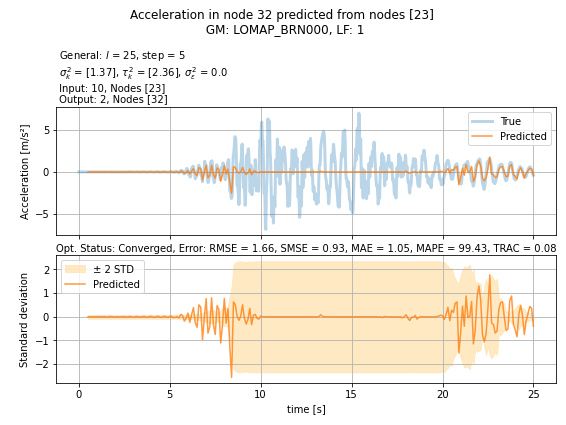 Acceleration in node 32 predicted from nodes [23]
GM: LOMAP_BRN000, LF: 1
General: l = 25, step = 5
σ_k^2 = [1.37], τ_k^2 = [2.36], σ_ε^2 = 0.0
Input: 10, Nodes [23]
Output: 2, Nodes [32]
Acceleration [m/s²]
5
0
−5
True
Predicted
Opt. Status: Converged, Error: RMSE = 1.66, SMSE = 0.93, MAE = 1.05, MAPE = 99.43, TRAC = 0.08
Standard deviation
2
1
0
−1
−2
± 2 STD
Predicted
0 5 10 15 20 25
time [s]